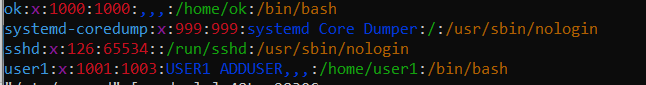 ok:x:1000:1000:,,,:/home/ok:/bin/bash
systemd-coredump:x:999:999:systemd Core Dumper:/:/usr/sbin/nologin
sshd:x:126:65534::/run/sshd:/usr/sbin/nologin
user1:x:1001:1003:USER1 ADDUSER,,,:/home/user1:/bin/bash